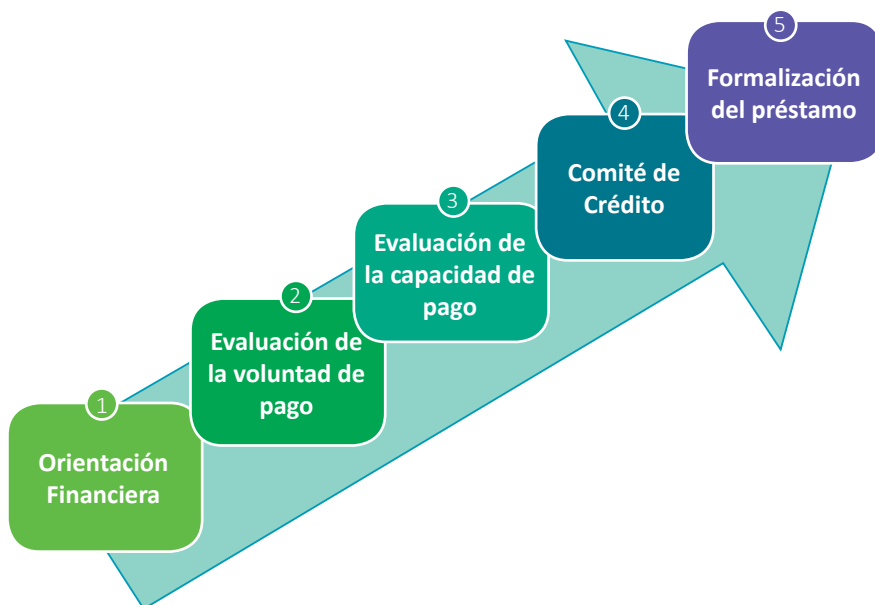 1
Orientación
Financiera
2
Evaluación de
la voluntad de
pago
3
Evaluación de
la capacidad de
pago
4
Comité de
Crédito
5
Formalización
del préstamo